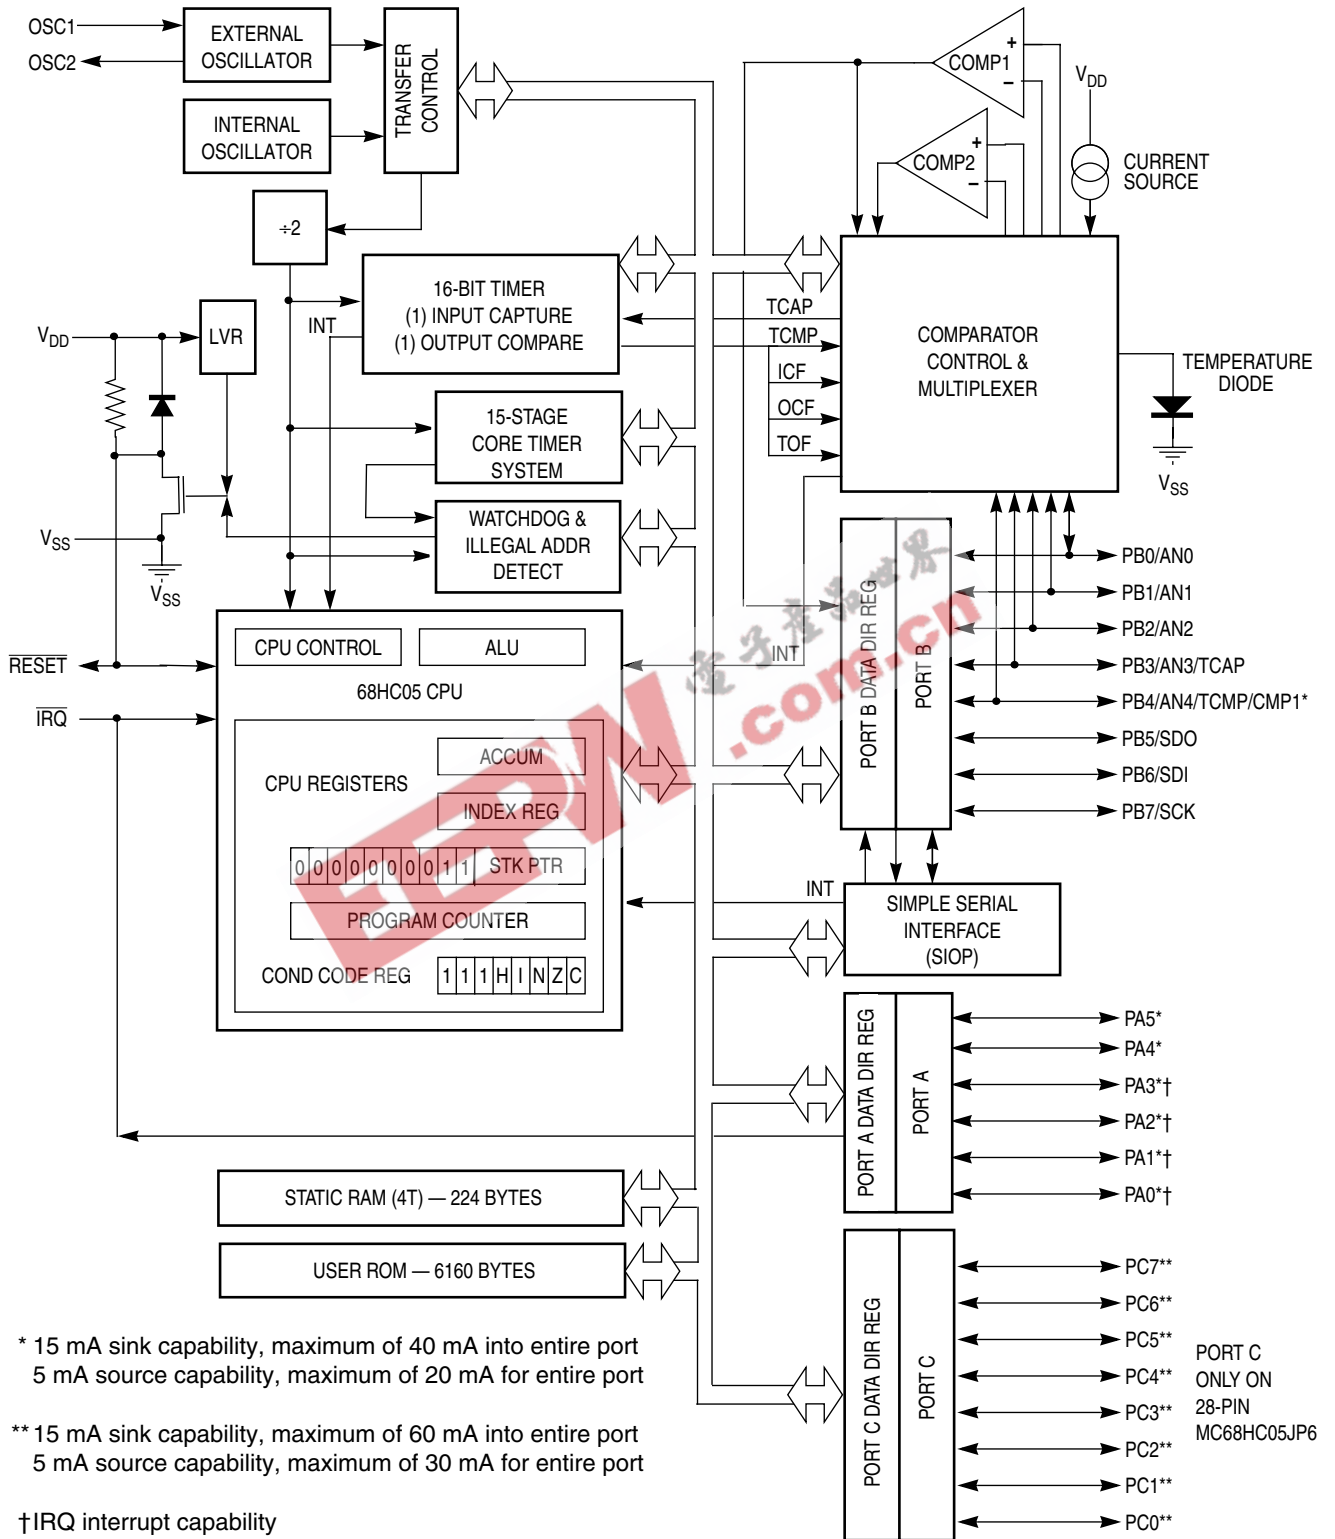 OSC1
OSC2
EXTERNAL
OSCILLATOR
INTERNAL
OSCILLATOR
TRANSFER
CONTROL
÷2
COMP1
+
−
COMP2
+
−
VDD
CURRENT
SOURCE
16-BIT TIMER
(1) INPUT CAPTURE
(1) OUTPUT COMPARE
INT
TCAP
TCMP
ICF
OCF
TOF
COMPARATOR
CONTROL &
MULTIPLEXER
TEMPERATURE
DIODE
VSS
VDD
LVR
15-STAGE
CORE TIMER
SYSTEM
WATCHDOG &
ILLEGAL ADDR
DETECT
VSS
VSS
RESET
IRQ
CPU CONTROL
ALU
68HC05 CPU
INT
CPU REGISTERS
ACCUM
INDEX REG
0 0 0 0 0 0 0 0 1 1 STK PTR
PROGRAM COUNTER
COND CODE REG
1 1 1 H I N Z C
PORT B DATA DIR REG
PORT B
PB0/AN0
PB1/AN1
PB2/AN2
PB3/AN3/TCAP
PB4/AN4/TCMP/CMP1*
PB5/SDO
PB6/SDI
PB7/SCK
INT
SIMPLE SERIAL
INTERFACE
(SIOP)
PORT A DATA DIR REG
PORT A
PA5*
PA4*
PA3*†
PA2*†
PA1*†
PA0*†
STATIC RAM (4T) — 224 BYTES
USER ROM — 6160 BYTES
PORT C DATA DIR REG
PORT C
PC7**
PC6**
PC5**
PC4**
PC3**
PC2**
PC1**
PC0**
PORT C
ONLY ON
28-PIN
MC68HC05JP6
* 15 mA sink capability, maximum of 40 mA into entire port
5 mA source capability, maximum of 20 mA for entire port
** 15 mA sink capability, maximum of 60 mA into entire port
5 mA source capability, maximum of 30 mA for entire port
†IRQ interrupt capability
EEPW
.com.cn
電子產品世界